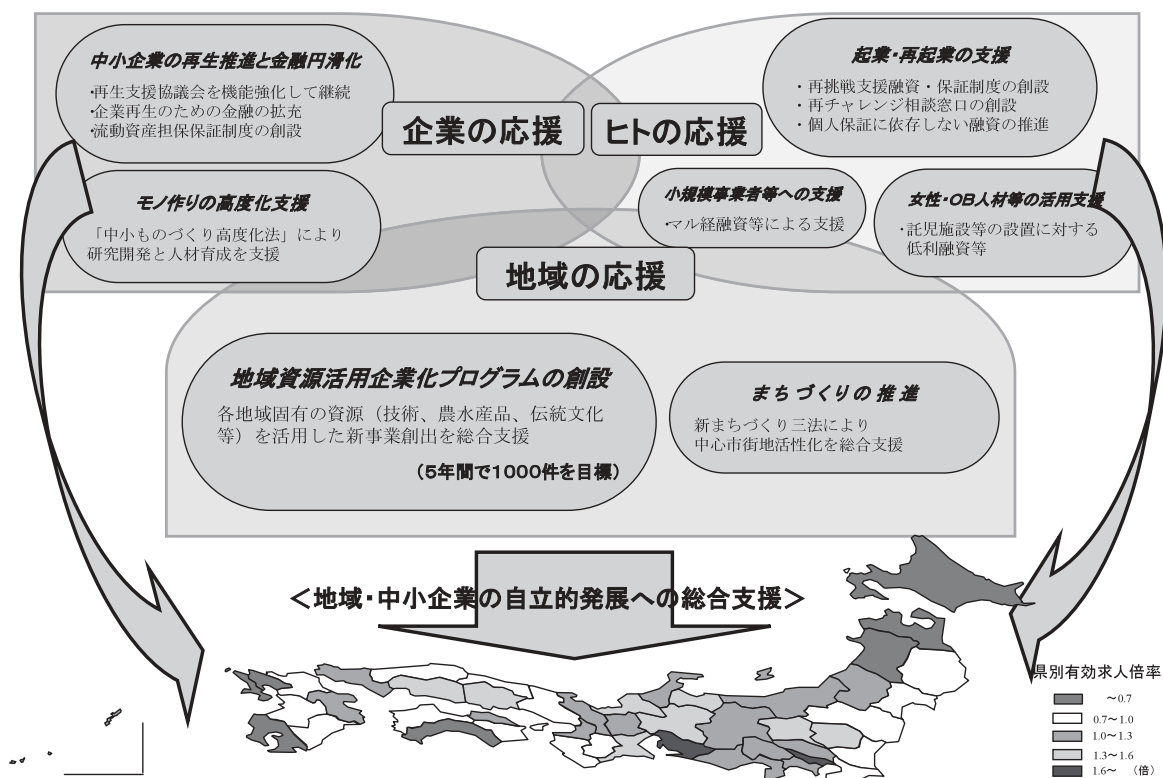 中小企業の再生推進と金融円滑化
・再生支援協議会を機能強化して継続
・企業再生のための金融の拡充
・流動資産担保保証制度の創設
企業の応援
ヒトの応援
起業・再起業の支援
・再挑戦支援融資・保証制度の創設
・再チャレンジ相談窓口の創設
・個人保証に依存しない融資の推進
モノ作りの高度化支援
「中小ものづくり高度化法」により
研究開発と人材育成を支援
小規模事業者等への支援
・マル経融資等による支援
女性・OB人材等の活用支援
・託児施設等の設置に対する
低利融資等
地域の応援
地域資源活用企業化プログラムの創設
各地域固有の資源（技術、農水産品、伝統文化
等）を活用した新事業創出を総合支援
（5年間で1000件を目標）
まちづくりの推進
新まちづくり三法により
中心市街地活性化を総合支援
＜地域・中小企業の自立的発展への総合支援＞
県別有効求人倍率
～0.7
0.7～1.0
1.0～1.3
1.3～1.6
1.6～ （倍）